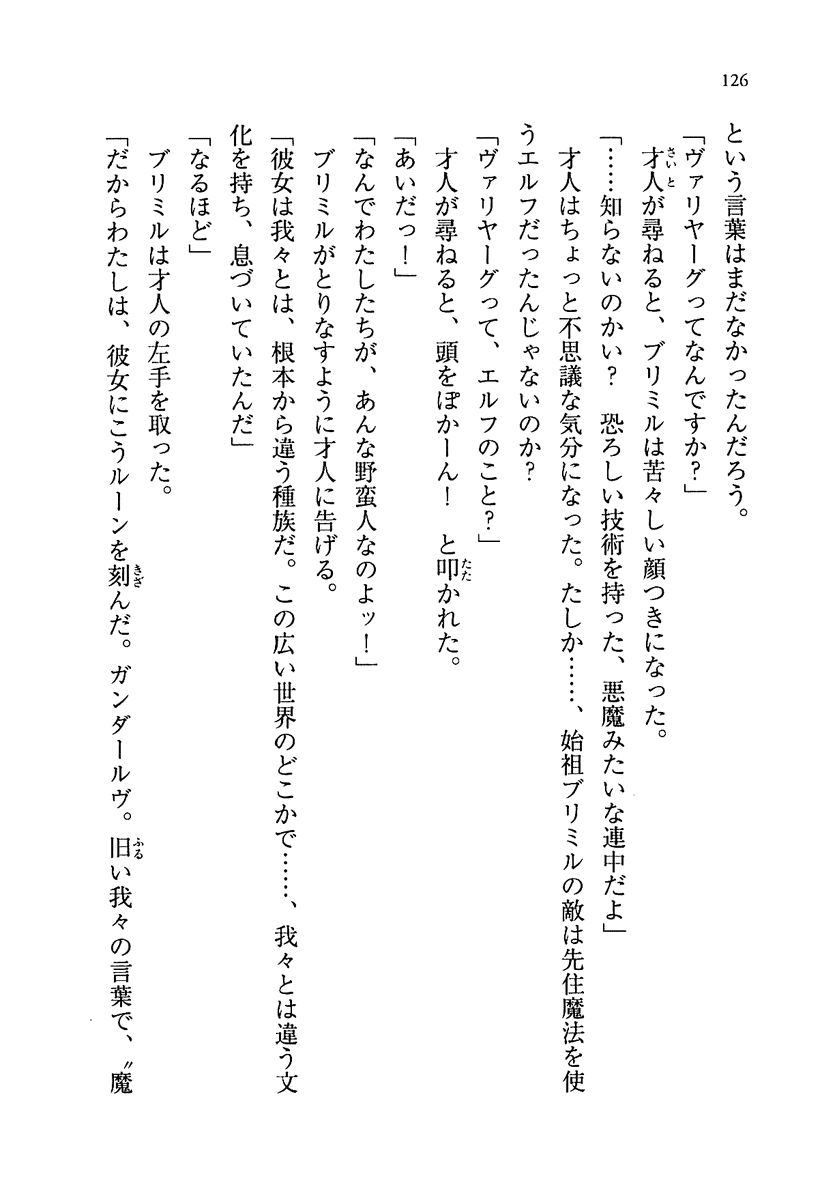 126
という言葉はまだなかったんだろう。
「ヴァリヤーグってなんですか？」
才人が尋ねると、ブリミルは苦々しい顔つきになった。
「……知らないのかい？　恐ろしい技術を持った、悪魔みたいな連中だよ」
才人はちょっと不思議な気分になった。たしか……、始祖ブリミルの敵は先住魔法を使
うエルフだったんじゃないのか？
「ヴァリヤーグって、エルフのこと？」
才人が尋ねると、頭をぽかーん！　と叩かれた。
「あいだっ！」
「なんでわたしたちが、あんな野蛮人なのよッ！」
ブリミルがとりなすように才人に告げる。
「彼女は我々とは、根本から違う種族だ。この広い世界のどこかで……、我々とは違う文
化を持ち、息づいていたんだ」
「なるほど」
ブリミルは才人の左手を取った。
「だからわたしは、彼女にこうルーンを刻んだ。ガンダールヴ。旧い我々の言葉で、〝魔